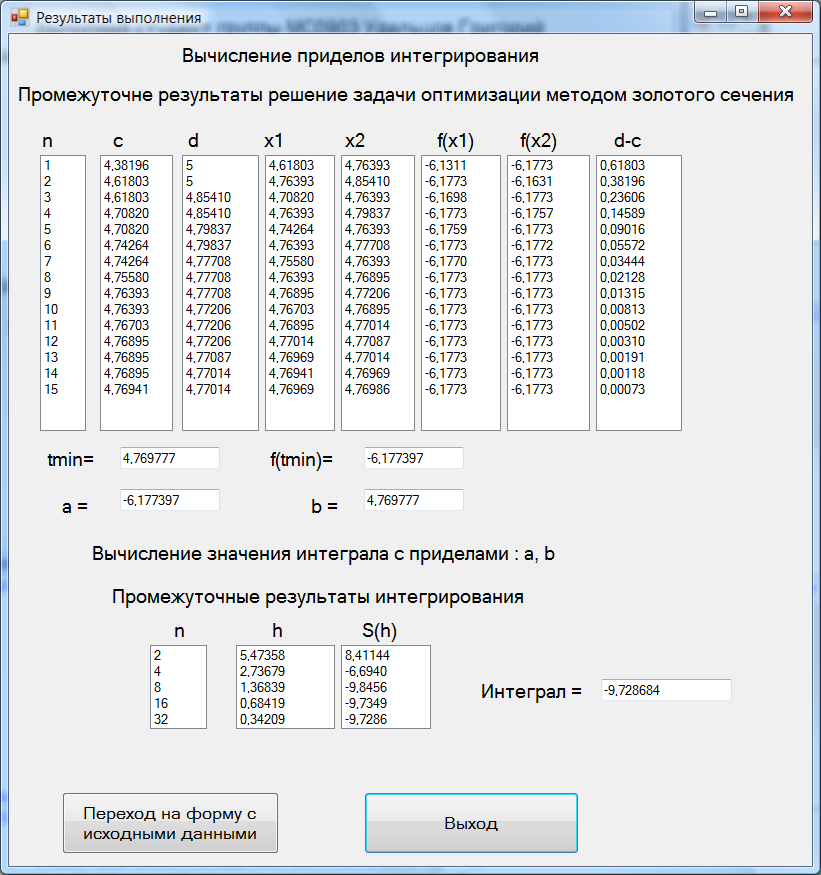 Результаты выполнения
Вычисление приделов интегрирования
Промежуточне результаты решение задачи оптимизации методом золотого сечения
n c d x1 x2 f(x1) f(x2) d-c
1 4,38196 5 4,61803 4,76393 -6,1311 -6,1773 0,61803
2 4,61803 5 4,76393 4,85410 -6,1773 -6,1631 0,38196
3 4,61803 4,85410 4,70820 4,76393 -6,1698 -6,1773 0,23606
4 4,70820 4,85410 4,76393 4,79837 -6,1773 -6,1757 0,14589
5 4,70820 4,79837 4,74264 4,76393 -6,1759 -6,1773 0,09016
6 4,74264 4,79837 4,76393 4,77708 -6,1773 -6,1772 0,05572
7 4,74264 4,77708 4,75580 4,76393 -6,1770 -6,1773 0,03444
8 4,75580 4,77708 4,76393 4,76895 -6,1773 -6,1773 0,02128
9 4,76393 4,77708 4,76895 4,77206 -6,1773 -6,1773 0,01315
10 4,76393 4,77206 4,76703 4,76895 -6,1773 -6,1773 0,00813
11 4,76703 4,77206 4,76895 4,77014 -6,1773 -6,1773 0,00502
12 4,76895 4,77206 4,77014 4,77087 -6,1773 -6,1773 0,00310
13 4,76895 4,77087 4,76969 4,77014 -6,1773 -6,1773 0,00191
14 4,76895 4,77014 4,76941 4,76969 -6,1773 -6,1773 0,00118
15 4,76941 4,77014 4,76969 4,76986 -6,1773 -6,1773 0,00073
tmin= 4,769777 f(tmin)= -6,177397
a = -6,177397 b = 4,769777
Вычисление значения интеграла с приделами : a, b
Промежуточные результаты интегрирования
n h S(h)
2 5,47358 8,41144
4 2,73679 -6,6940
8 1,36839 -9,8456
16 0,68419 -9,7349
32 0,34209 -9,7286
Интеграл = -9,728684
Переход на форму с
исходными данными
Выход